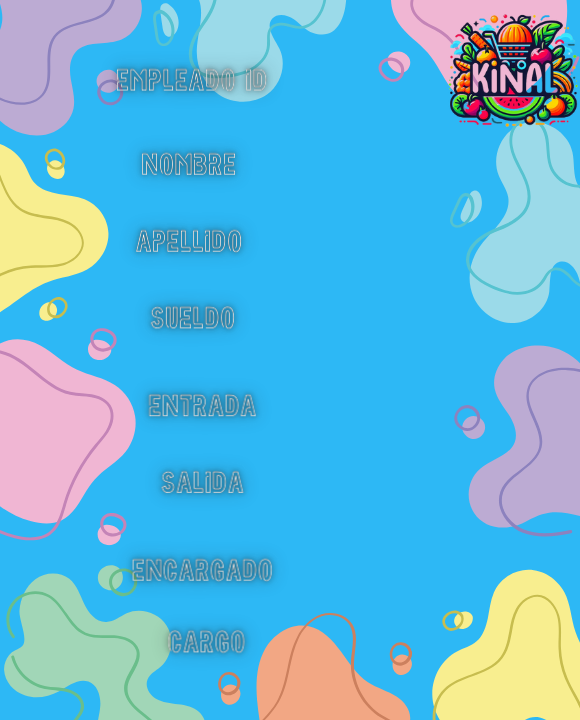 KINAL
EMPLEADO ID
NOMBRE
APELLIDO
SUELDO
ENTRADA
SALIDA
ENCARGADO
CARGO